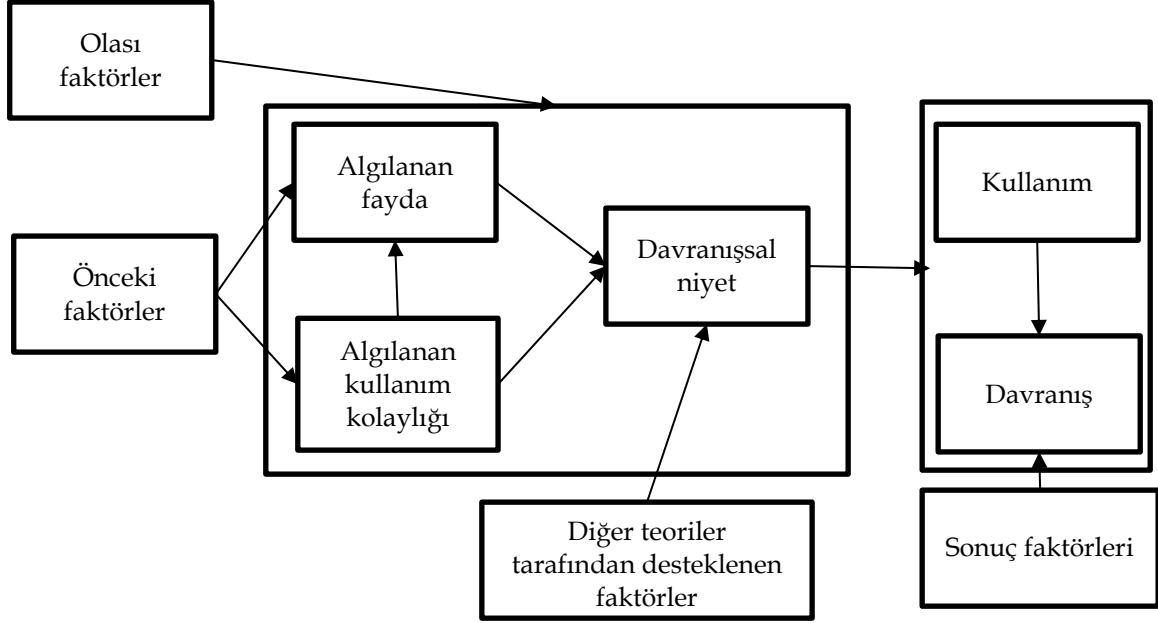 Olası
faktörler
Algılanan
fayda
Kullanım
Önceki
faktörler
Davranışsal
niyet
Algılanan
kullanım
kolaylığı
Davranış
Diğer teoriler
tarafından desteklenen
faktörler
Sonuç faktörleri